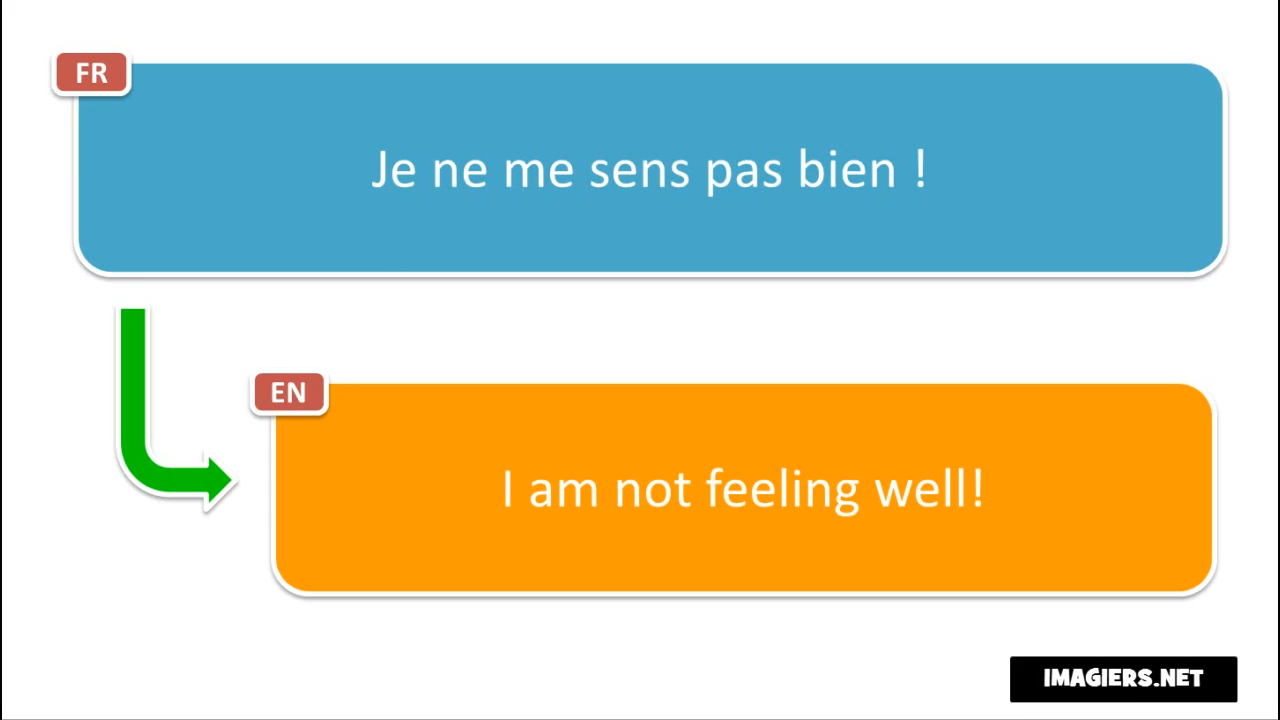 FR
Je ne me sens pas bien !
EN
I am not feeling well!
IMAGIERS.NET